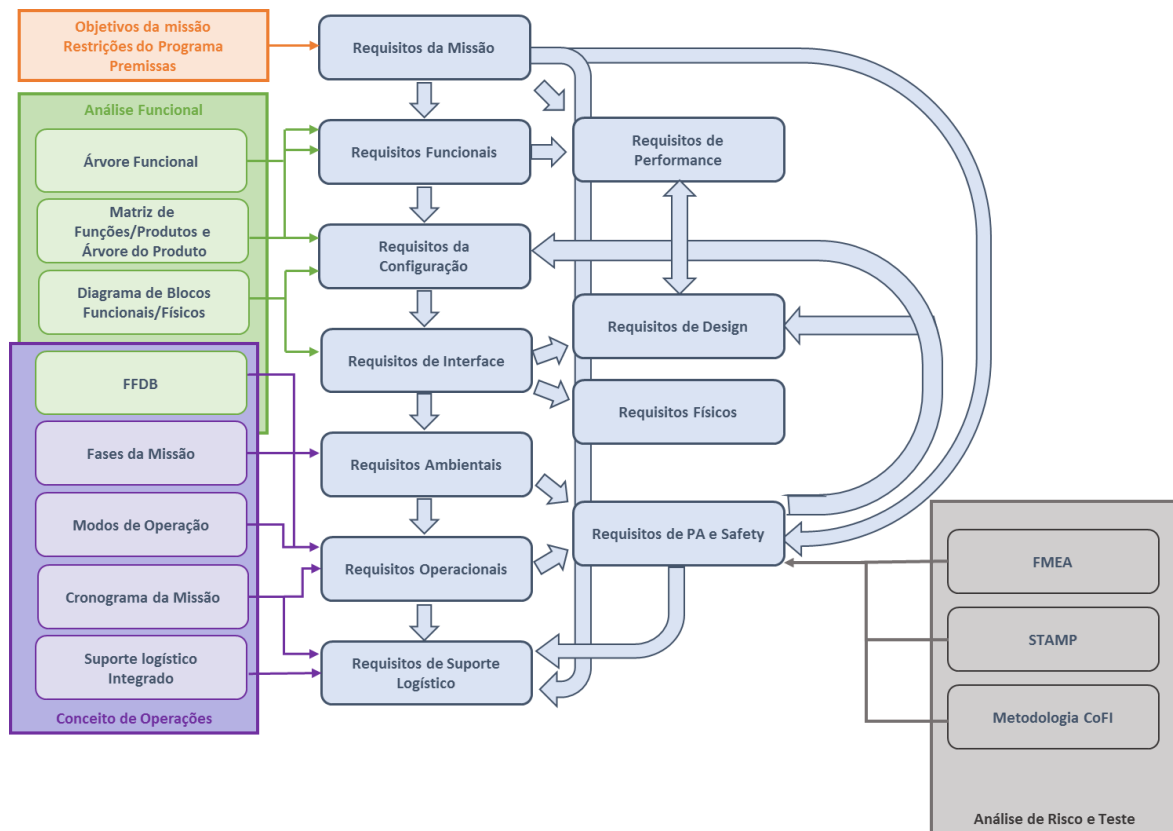 Objetivos da missão
Restrições do Programa
Premissas
Análise Funcional
Árvore Funcional
Matriz de
Funções/Produtos e
Árvore do Produto
Diagrama de Blocos
Funcionais/Físicos
FFDB
Fases da Missão
Modos de Operação
Cronograma da Missão
Suporte logístico
Integrado
Conceito de Operações
Requisitos da Missão
Requisitos Funcionais
Requisitos da
Configuração
Requisitos de Interface
Requisitos Ambientais
Requisitos Operacionais
Requisitos de Suporte
Logístico
Requisitos de
Performance
Requisitos de Design
Requisitos Físicos
Requisitos de PA e Safety
FMEA
STAMP
Metodologia CoFI
Análise de Risco e Teste